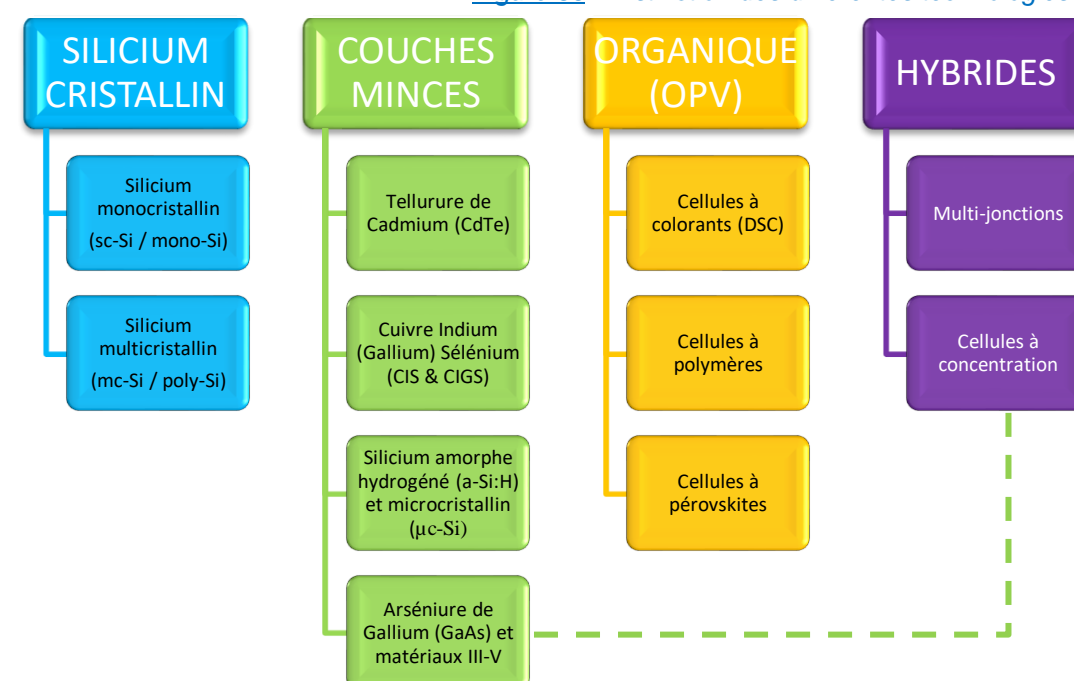 SILICIUM
CRISTALLIN
Silicium
monocristallin
(sc-Si / mono-Si)
Silicium
multicristallin
(mc-Si / poly-Si)
COUCHES
MINCES
Tellurure de
Cadmium (CdTe)
Cuivre Indium
(Gallium) Sélénium
(CIS & CIGS)
Silicium amorphe
hydrogéné (a-Si:H)
et microcristallin
(μc-Si)
Arséniure de
Gallium (GaAs) et
matériaux III-V
ORGANIQUE
(OPV)
Cellules à
colorants (DSC)
Cellules à
polymères
Cellules à
pérovskites
HYBRIDES
Multi-jonctions
Cellules à
concentration